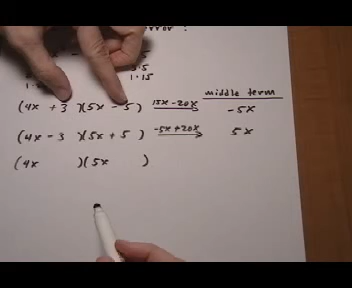 3.5
1.15
middle term
(4x + 3)(5x - 5) 15x - 20x -5x
(4x - 3)(5x + 5) -5x + 20x 5x
(4x )(5x )